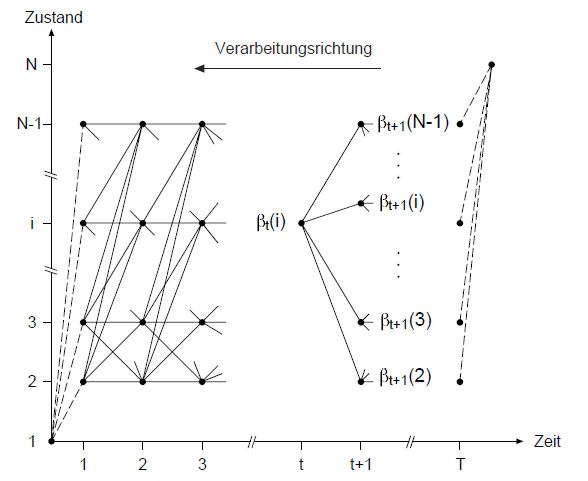 Zustand
Verarbeitungsrichtung
N
N-1
βt+1(N-1)
βt+1(i)
i
βt(i)
3
βt+1(3)
2
βt+1(2)
1
Zeit
1 2 3 t t+1 T